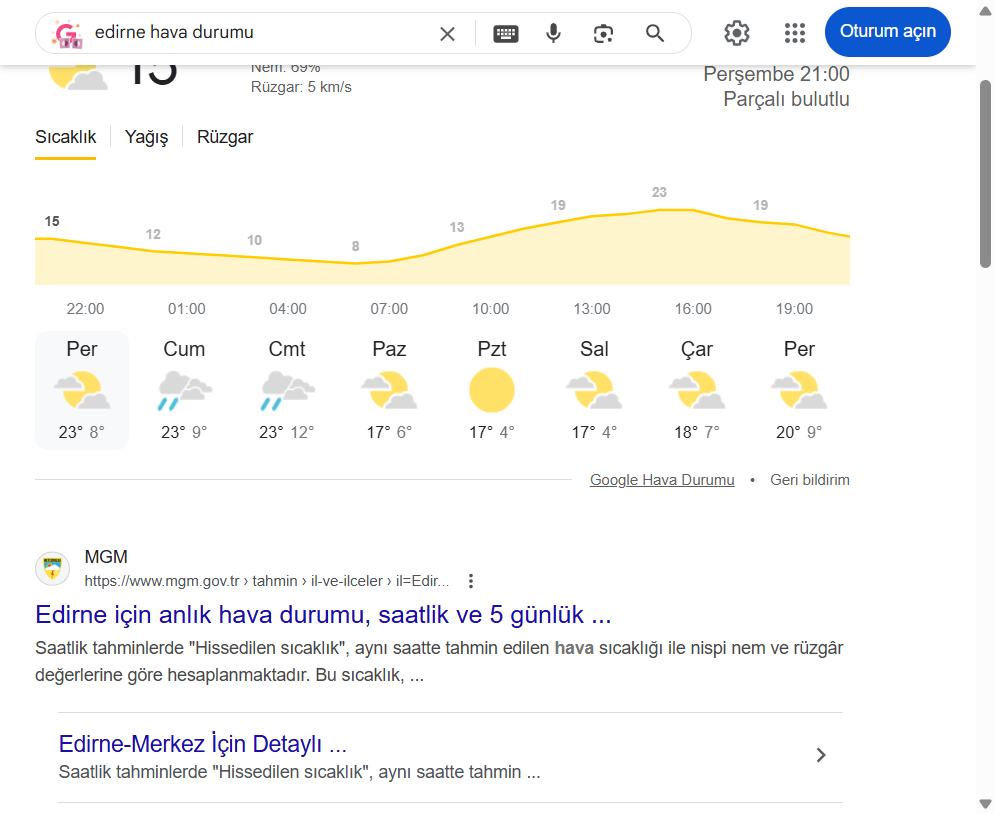 edirne hava durumu
Oturum açın
15
Nem: 69%
Rüzgar: 5 km/s
Perşembe 21:00
Parçalı bulutlu
Sıcaklık
Yağış
Rüzgar
15 12 10 8 13 19 23 19
22:00 01:00 04:00 07:00 10:00 13:00 16:00 19:00
Per Cum Cmt Paz Pzt Sal Çar Per
23° 8° 23° 9° 23° 12° 17° 6° 17° 4° 17° 4° 18° 7° 20° 9°
Google Hava Durumu • Geri bildirim
MGM
https://www.mgm.gov.tr › tahmin › il-ve-ilceler › il=Edir...
Edirne için anlık hava durumu, saatlik ve 5 günlük ...
Saatlik tahminlerde "Hissedilen sıcaklık", aynı saatte tahmin edilen hava sıcaklığı ile nispi nem ve rüzgâr
değerlerine göre hesaplanmaktadır. Bu sıcaklık, ...
Edirne-Merkez İçin Detaylı ...
Saatlik tahminlerde "Hissedilen sıcaklık", aynı saatte tahmin ...